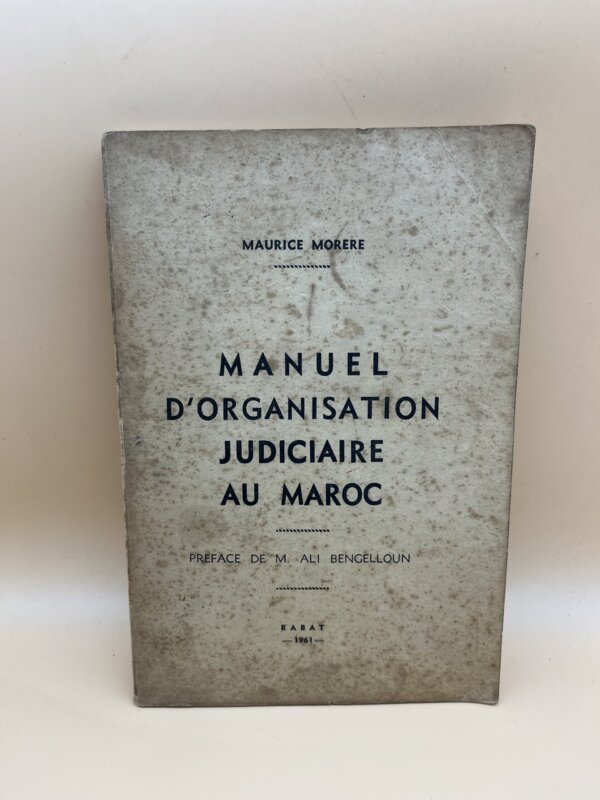 MAURICE MORERE
MANUEL
D'ORGANISATION
JUDICIAIRE
AU MAROC
PREFACE DE M. ALI BENGELLOUN
RABAT
— 1961 —